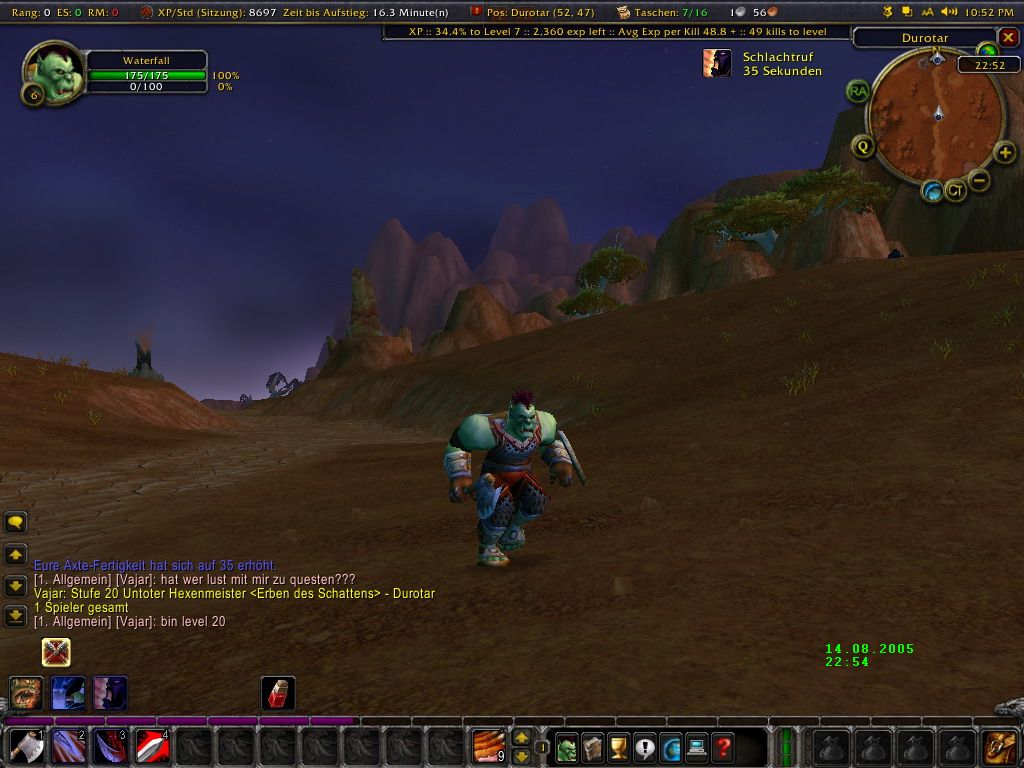 Rang: 0 ES: 0 RM: 0 XP/Std (Sitzung): 8697 Zeit bis Aufstieg: 16.3 Minute(n) Pos: Durotar (52, 47) Taschen: 7/16 1 56 AA 10:52 PM
XP :: 34.4% to Level 7 :: 2,360 exp left :: Avg Exp per Kill 48.8 + :: 49 kills to level
Durotar
N
22:52
Schlachtruf
35 Sekunden
Waterfall
175/175 100%
0/100 0%
6
RA
Q
CT
Eure Äxte-Fertigkeit hat sich auf 35 erhöht.
[1. Allgemein] [Vajar]: hat wer lust mit mir zu questen???
Vajar: Stufe 20 Untoter Hexenmeister <Erben des Schattens> - Durotar
1 Spieler gesamt
[1. Allgemein] [Vajar]: bin level 20
14.08.2005
22:54
1 2 3 4 9 1 ! ?